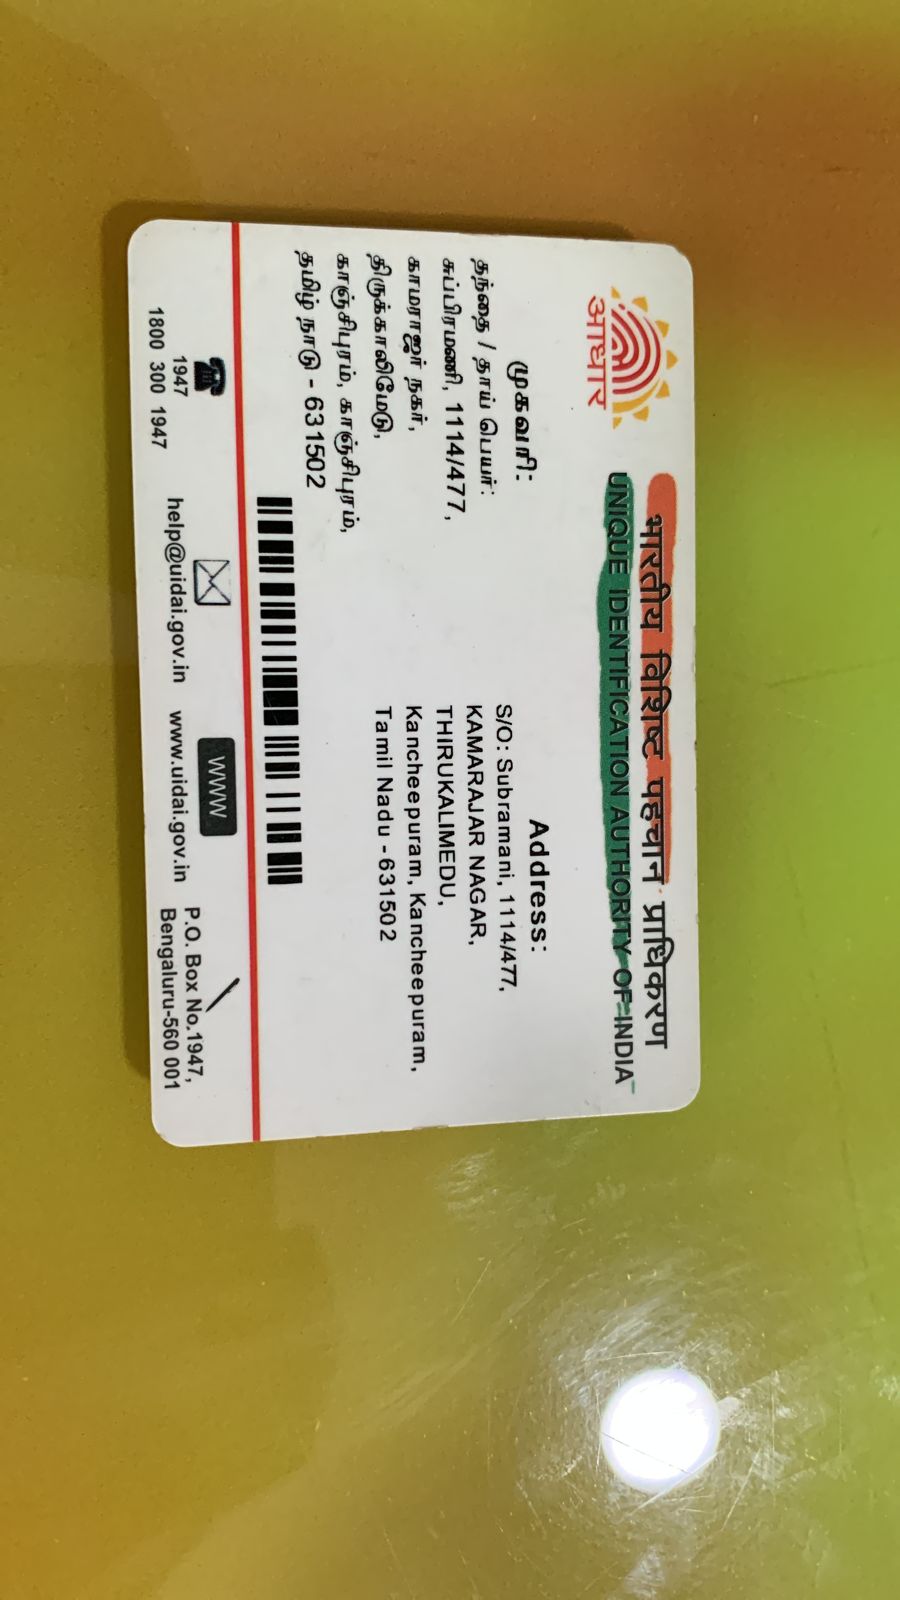 आधार
भारतीय विशिष्ट पहचान प्राधिकरण
UNIQUE IDENTIFICATION AUTHORITY OF INDIA
முகவரி:
தந்தை / தாய் பெயர்:
சுப்பிரமணி, 1114/477,
காமராஜர் நகர்,
திருக்காலிமேடு,
காஞ்சிபுரம், காஞ்சிபுரம்,
தமிழ் நாடு - 631502
Address:
S/O: Subramani, 1114/477,
KAMARAJAR NAGAR,
THIRUKALIMEDU,
Kancheepuram, Kancheepuram,
Tamil Nadu - 631502
1947
1800 300 1947
help@uidai.gov.in
WWW
www.uidai.gov.in
P.O. Box No.1947,
Bengaluru-560 001